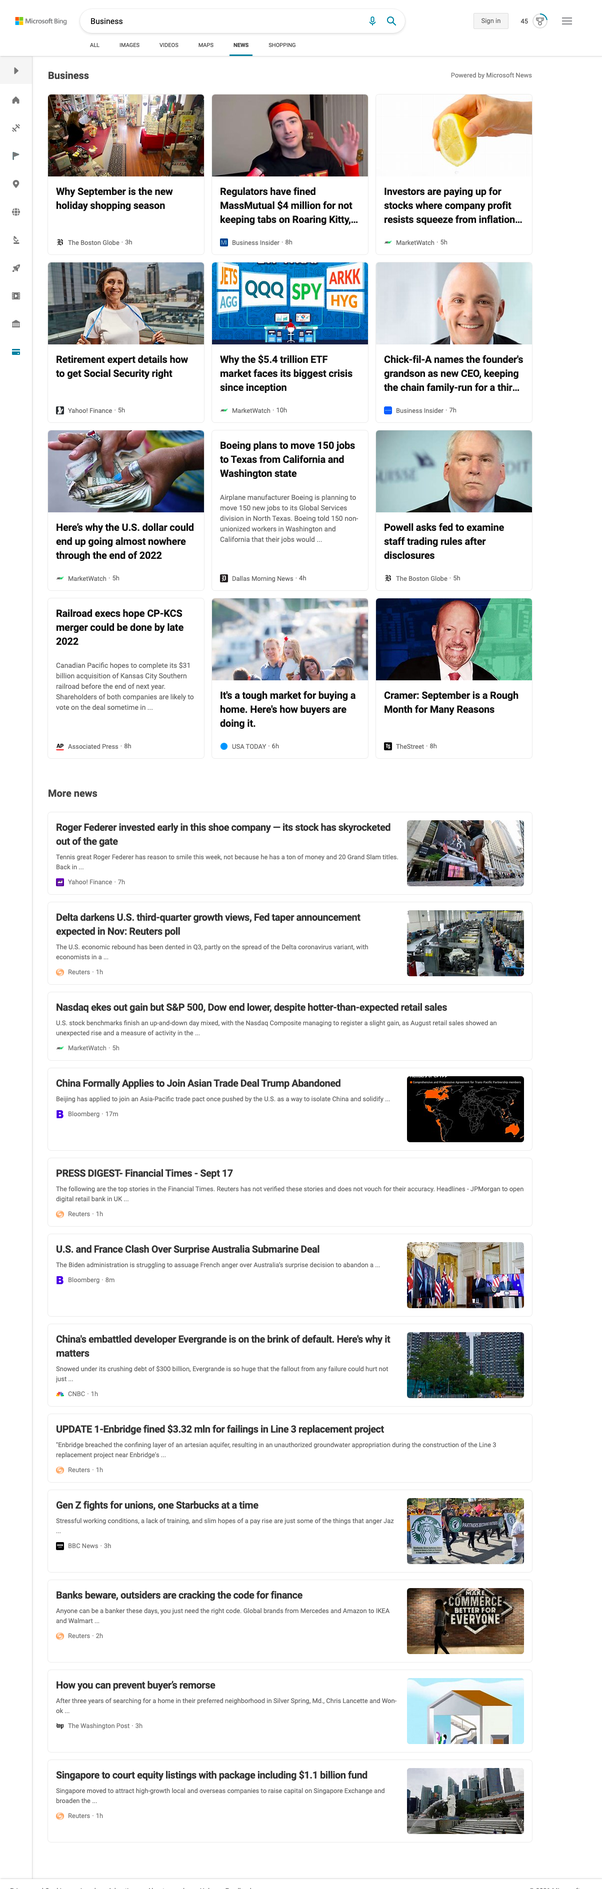 Microsoft Bing
Business
Sign in
45
ALL IMAGES VIDEOS MAPS NEWS SHOPPING
Business
Powered by Microsoft News
Why September is the new
holiday shopping season
The Boston Globe · 3h
Regulators have fined
MassMutual $4 million for not
keeping tabs on Roaring Kitty,...
Business Insider · 8h
Investors are paying up for
stocks where company profit
resists squeeze from inflation...
MarketWatch · 5h
Retirement expert details how
to get Social Security right
Yahoo! Finance · 5h
JETS
AGG
QQQ
SPY
ARKK
HYG
Why the $5.4 trillion ETF
market faces its biggest crisis
since inception
MarketWatch · 10h
Chick-fil-A names the founder's
grandson as new CEO, keeping
the chain family-run for a thir...
Business Insider · 7h
Here's why the U.S. dollar could
end up going almost nowhere
through the end of 2022
MarketWatch · 5h
Boeing plans to move 150 jobs
to Texas from California and
Washington state
Airplane manufacturer Boeing is planning to
move 150 new jobs to its Global Services
division in North Texas. Boeing told 150 non-
unionized workers in Washington and
California that their jobs would ...
Dallas Morning News · 4h
Powell asks fed to examine
staff trading rules after
disclosures
The Boston Globe · 5h
Railroad execs hope CP-KCS
merger could be done by late
2022
Canadian Pacific hopes to complete its $31
billion acquisition of Kansas City Southern
railroad before the end of next year.
Shareholders of both companies are likely to
vote on the deal sometime in ...
AP Associated Press · 8h
It's a tough market for buying a
home. Here's how buyers are
doing it.
USA TODAY · 6h
Cramer: September is a Rough
Month for Many Reasons
TheStreet · 8h
More news
Roger Federer invested early in this shoe company — its stock has skyrocketed
out of the gate
Tennis great Roger Federer has reason to smile this week, not because he has a ton of money and 20 Grand Slam titles.
Back in ...
Yahoo! Finance · 7h
Delta darkens U.S. third-quarter growth views, Fed taper announcement
expected in Nov: Reuters poll
The U.S. economic rebound has been dented in Q3, partly on the spread of the Delta coronavirus variant, with
economists in a ...
Reuters · 1h
Nasdaq ekes out gain but S&P 500, Dow end lower, despite hotter-than-expected retail sales
U.S. stock benchmarks finish an up-and-down day mixed, with the Nasdaq Composite managing to register a slight gain, as August retail sales showed an
unexpected rise and a measure of activity in the ...
MarketWatch · 5h
China Formally Applies to Join Asian Trade Deal Trump Abandoned
Beijing has applied to join an Asia-Pacific trade pact once pushed by the U.S. as a way to isolate China and solidify ...
Bloomberg · 17m
PRESS DIGEST- Financial Times - Sept 17
The following are the top stories in the Financial Times. Reuters has not verified these stories and does not vouch for their accuracy. Headlines - JPMorgan to open
digital retail bank in UK ...
Reuters · 1h
U.S. and France Clash Over Surprise Australia Submarine Deal
The Biden administration is struggling to assuage French anger over Australia's surprise decision to abandon a ...
Bloomberg · 8m
China's embattled developer Evergrande is on the brink of default. Here's why it
matters
Snowed under its crushing debt of $300 billion, Evergrande is so huge that the fallout from any failure could hurt not
just ...
CNBC · 1h
UPDATE 1-Enbridge fined $3.32 mln for failings in Line 3 replacement project
"Enbridge breached the confining layer of an artesian aquifer, resulting in an unauthorized groundwater appropriation during the construction of the Line 3
replacement project near Enbridge's ...
Reuters · 1h
Gen Z fights for unions, one Starbucks at a time
Stressful working conditions, a lack of training, and slim hopes of a pay rise are just some of the things that anger Jaz
...
BBC News · 3h
Banks beware, outsiders are cracking the code for finance
Anyone can be a banker these days, you just need the right code. Global brands from Mercedes and Amazon to IKEA
and Walmart ...
Reuters · 2h
MAKE
COMMERCE
BETTER FOR
EVERYONE
How you can prevent buyer's remorse
After three years of searching for a home in their preferred neighborhood in Silver Spring, Md., Chris Lancette and Won-
ok ...
The Washington Post · 3h
Singapore to court equity listings with package including $1.1 billion fund
Singapore moved to attract high-growth local and overseas companies to raise capital on Singapore Exchange and
broaden the ...
Reuters · 1h